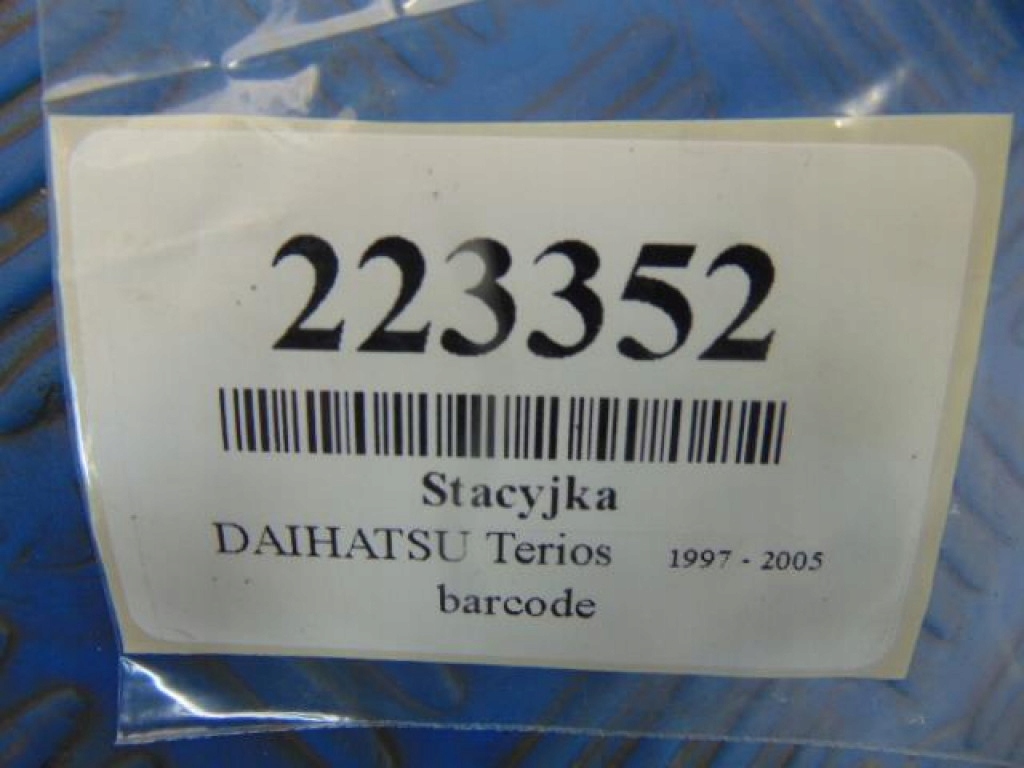 223352
Stacyjka
DAIHATSU Terios 1997 - 2005
barcode